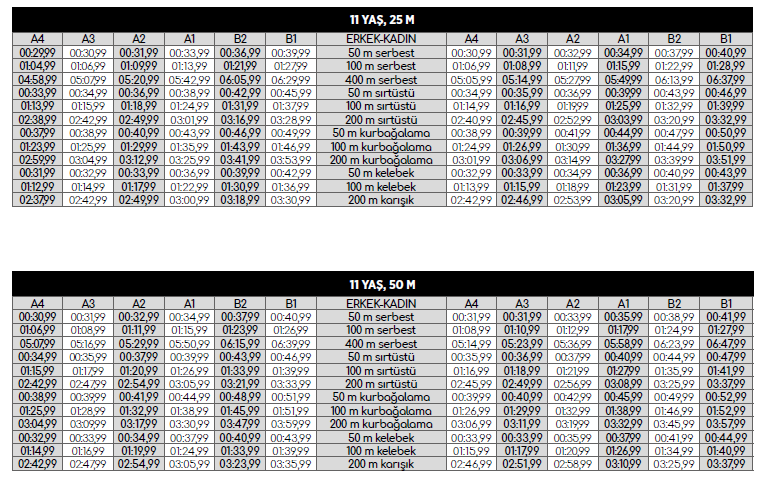 11 YAŞ, 25 M
A4 A3 A2 A1 B2 B1 ERKEK-KADIN A4 A3 A2 A1 B2 B1
00:29,99 00:30,99 00:31,99 00:33,99 00:36,99 00:39,99 50 m serbest 00:30,99 00:31,99 00:32,99 00:34,99 00:37,99 00:40,99
01:04,99 01:06,99 01:09,99 01:13,99 01:21,99 01:27,99 100 m serbest 01:06,99 01:08,99 01:11,99 01:15,99 01:22,99 01:28,99
04:58,99 05:07,99 05:20,99 05:42,99 06:05,99 06:29,99 400 m serbest 05:05,99 05:14,99 05:27,99 05:49,99 06:13,99 06:37,99
00:33,99 00:34,99 00:36,99 00:38,99 00:42,99 00:45,99 50 m sırtüstü 00:34,99 00:35,99 00:36,99 00:39,99 00:43,99 00:46,99
01:13,99 01:15,99 01:18,99 01:24,99 01:31,99 01:37,99 100 m sırtüstü 01:14,99 01:16,99 01:19,99 01:25,99 01:32,99 01:39,99
02:38,99 02:42,99 02:49,99 03:01,99 03:16,99 03:28,99 200 m sırtüstü 02:40,99 02:45,99 02:52,99 03:03,99 03:20,99 03:32,99
00:37,99 00:38,99 00:40,99 00:43,99 00:46,99 00:49,99 50 m kurbağalama 00:38,99 00:39,99 00:41,99 00:44,99 00:47,99 00:50,99
01:23,99 01:25,99 01:29,99 01:35,99 01:43,99 01:46,99 100 m kurbağalama 01:24,99 01:26,99 01:30,99 01:36,99 01:44,99 01:50,99
02:59,99 03:04,99 03:12,99 03:25,99 03:41,99 03:53,99 200 m kurbağalama 03:01,99 03:06,99 03:14,99 03:27,99 03:39,99 03:51,99
00:31,99 00:32,99 00:33,99 00:36,99 00:39,99 00:42,99 50 m kelebek 00:32,99 00:33,99 00:34,99 00:36,99 00:40,99 00:43,99
01:12,99 01:14,99 01:17,99 01:22,99 01:30,99 01:36,99 100 m kelebek 01:13,99 01:15,99 01:18,99 01:23,99 01:31,99 01:37,99
02:37,99 02:42,99 02:49,99 03:00,99 03:18,99 03:30,99 200 m karışık 02:42,99 02:46,99 02:53,99 03:05,99 03:20,99 03:32,99
11 YAŞ, 50 M
A4 A3 A2 A1 B2 B1 ERKEK-KADIN A4 A3 A2 A1 B2 B1
00:30,99 00:31,99 00:32,99 00:34,99 00:37,99 00:40,99 50 m serbest 00:31,99 00:31,99 00:33,99 00:35,99 00:38,99 00:41,99
01:06,99 01:08,99 01:11,99 01:15,99 01:23,99 01:26,99 100 m serbest 01:08,99 01:10,99 01:12,99 01:17,99 01:24,99 01:27,99
05:07,99 05:16,99 05:29,99 05:50,99 06:15,99 06:39,99 400 m serbest 05:14,99 05:23,99 05:36,99 05:58,99 06:23,99 06:47,99
00:34,99 00:35,99 00:37,99 00:39,99 00:43,99 00:46,99 50 m sırtüstü 00:35,99 00:36,99 00:37,99 00:40,99 00:44,99 00:47,99
01:15,99 01:17,99 01:20,99 01:26,99 01:33,99 01:39,99 100 m sırtüstü 01:16,99 01:18,99 01:21,99 01:27,99 01:35,99 01:41,99
02:42,99 02:47,99 02:54,99 03:05,99 03:21,99 03:33,99 200 m sırtüstü 02:45,99 02:49,99 02:56,99 03:08,99 03:25,99 03:37,99
00:38,99 00:39,99 00:41,99 00:44,99 00:48,99 00:51,99 50 m kurbağalama 00:39,99 00:40,99 00:42,99 00:45,99 00:49,99 00:52,99
01:25,99 01:28,99 01:32,99 01:38,99 01:45,99 01:51,99 100 m kurbağalama 01:26,99 01:29,99 01:32,99 01:38,99 01:46,99 01:52,99
03:04,99 03:09,99 03:17,99 03:30,99 03:47,99 03:59,99 200 m kurbağalama 03:06,99 03:11,99 03:19,99 03:32,99 03:45,99 03:57,99
00:32,99 00:33,99 00:34,99 00:37,99 00:40,99 00:43,99 50 m kelebek 00:33,99 00:33,99 00:35,99 00:37,99 00:41,99 00:44,99
01:14,99 01:16,99 01:19,99 01:24,99 01:33,99 01:39,99 100 m kelebek 01:15,99 01:17,99 01:20,99 01:26,99 01:34,99 01:40,99
02:42,99 02:47,99 02:54,99 03:05,99 03:23,99 03:35,99 200 m karışık 02:46,99 02:51,99 02:58,99 03:10,99 03:25,99 03:37,99